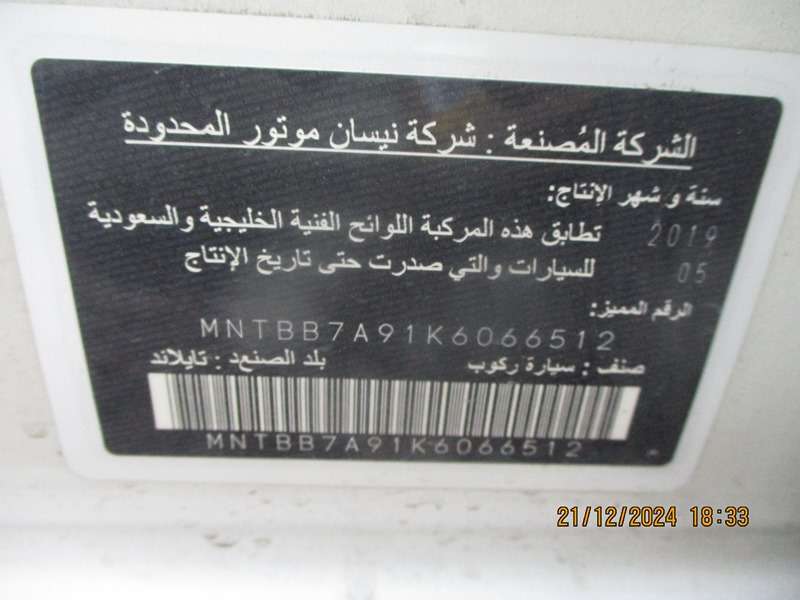 الشركة المُصنعة : شركة نيسان موتور المحدودة
سنة و شهر الإنتاج:
2019 تطابق هذه المركبة اللوائح الفنية الخليجية والسعودية
05 للسيارات والتي صدرت حتى تاريخ الإنتاج
الرقم المميز:
MNTBB7A91K6066512
صنف : سيارة ركوب بلد الصنع : تايلاند
MNTBB7A91K6066512
21/12/2024 18:33